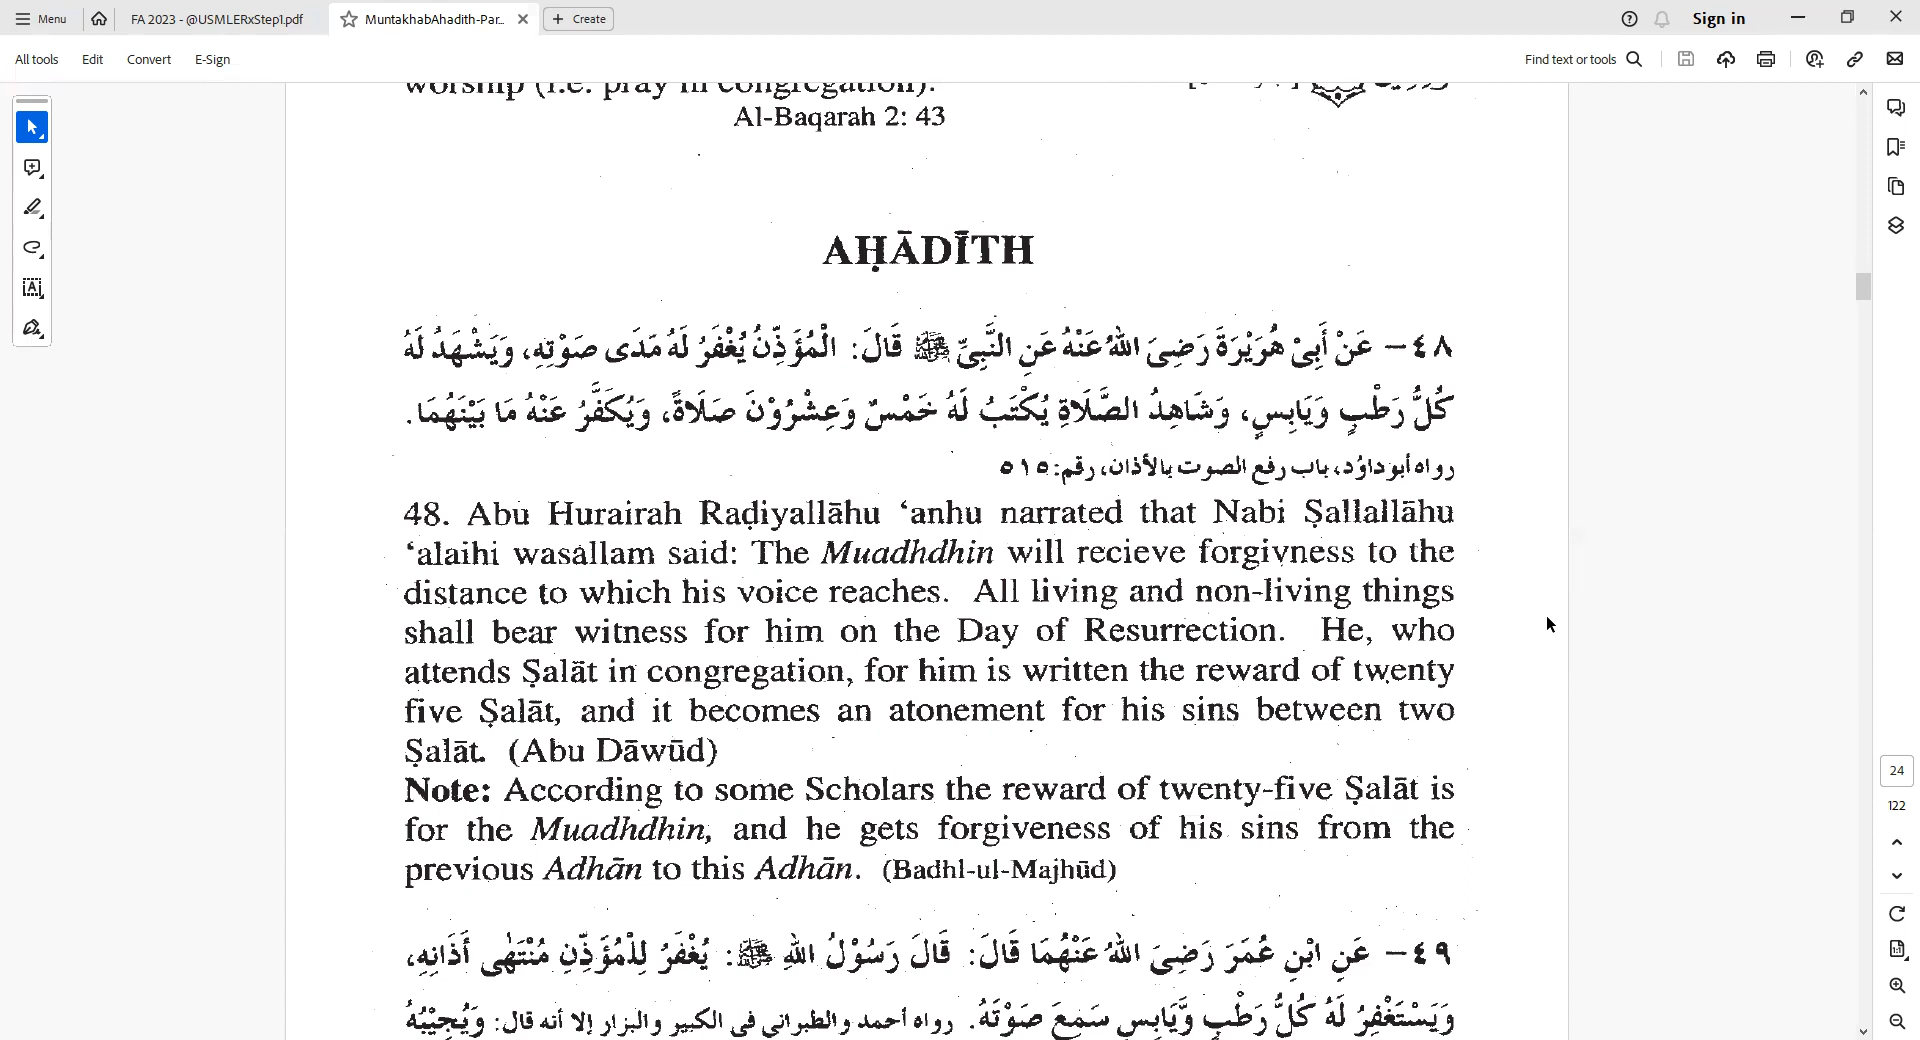 Menu
FA 2023 - @USMLERxStep1.pdf
MuntakhabAhadith-Par...
Create
Sign in
All tools
Edit
Convert
E-Sign
Find text or tools
worship (i.e. pray in congregation).
Al-Baqarah 2: 43
AḤĀDĪTH
٤٨ – عَنْ أَبِيْ هُرَيْرَةَ رَضِيَ اللهُ عَنْهُ عَنِ النَّبِيِّ ﷺ قَالَ: الْمُؤَذِّنُ يُغْفَرُ لَهُ مَدَى صَوْتِهِ، وَيَشْهَدُ لَهُ
كُلُّ رَطْبٍ وَيَابِسٍ، وَشَاهِدُ الصَّلَاةِ يُكْتَبُ لَهُ خَمْسٌ وَعِشْرُوْنَ صَلَاةً، وَيُكَفَّرُ عَنْهُ مَا بَيْنَهُمَا.
رواه أبوداوُد، باب رفع الصوت بالأذان، رقم: ٥١٥
48. Abu Hurairah Raḍiyallāhu ‘anhu narrated that Nabi Ṣallallāhu
‘alaihi wasallam said: The Muadhdhin will recieve forgivness to the
distance to which his voice reaches. All living and non-living things
shall bear witness for him on the Day of Resurrection. He, who
attends Ṣalāt in congregation, for him is written the reward of twenty
five Ṣalāt, and it becomes an atonement for his sins between two
Ṣalāt. (Abu Dāwūd)
Note: According to some Scholars the reward of twenty-five Ṣalāt is
for the Muadhdhin, and he gets forgiveness of his sins from the
previous Adhān to this Adhān. (Badhl-ul-Majhūd)
٤٩ – عَنِ ابْنِ عُمَرَ رَضِيَ اللهُ عَنْهُمَا قَالَ: قَالَ رَسُوْلُ اللهِ ﷺ: يُغْفَرُ لِلْمُؤَذِّنِ مُنْتَهٰى أَذَانِهِ،
وَيَسْتَغْفِرُ لَهُ كُلُّ رَطْبٍ وَّيَابِسٍ سَمِعَ صَوْتَهُ. رواه أحمد والطبراني في الكبير والبزار إلا أنه قال: وَيُجِيْبُهُ
24
122